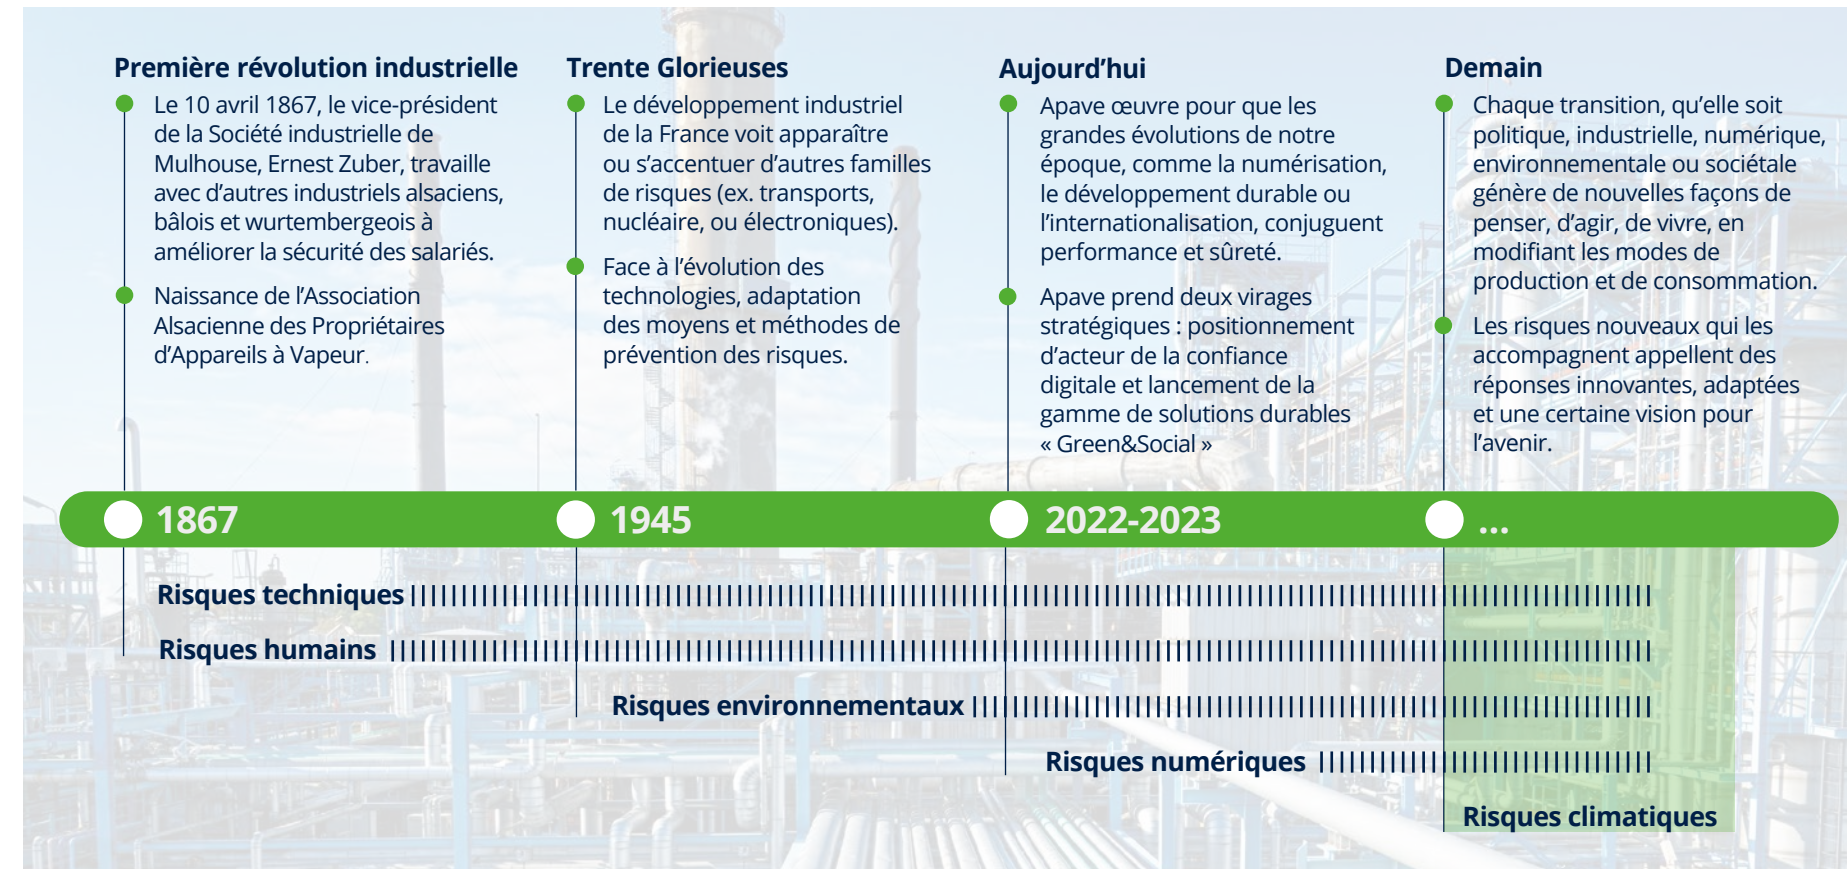 Première révolution industrielle
Le 10 avril 1867, le vice-président
de la Société industrielle de
Mulhouse, Ernest Zuber, travaille
avec d’autres industriels alsaciens,
bâlois et wurtembergeois à
améliorer la sécurité des salariés.
Naissance de l’Association
Alsacienne des Propriétaires
d’Appareils à Vapeur.
Trente Glorieuses
Le développement industriel
de la France voit apparaître
ou s’accentuer d’autres familles
de risques (ex. transports,
nucléaire, ou électroniques).
Face à l’évolution des
technologies, adaptation
des moyens et méthodes de
prévention des risques.
Aujourd’hui
Apave œuvre pour que les
grandes évolutions de notre
époque, comme la numérisation,
le développement durable ou
l’internationalisation, conjuguent
performance et sûreté.
Apave prend deux virages
stratégiques : positionnement
d’acteur de la confiance
digitale et lancement de la
gamme de solutions durables
« Green&Social »
Demain
Chaque transition, qu’elle soit
politique, industrielle, numérique,
environnementale ou sociétale
génère de nouvelles façons de
penser, d’agir, de vivre, en
modifiant les modes de
production et de consommation.
Les risques nouveaux qui les
accompagnent appellent des
réponses innovantes, adaptées
et une certaine vision pour
l’avenir.
1867
1945
2022-2023
...
Risques techniques
Risques humains
Risques environnementaux
Risques numériques
Risques climatiques